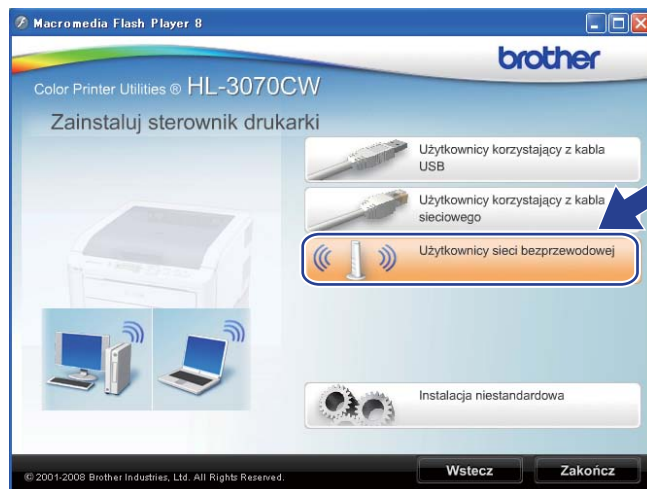 Macromedia Flash Player 8
brother
Color Printer Utilities ® HL-3070CW
Zainstaluj sterownik drukarki
Użytkownicy korzystający z kabla
USB
Użytkownicy korzystający z kabla
sieciowego
Użytkownicy sieci bezprzewodowej
Instalacja niestandardowa
© 2001-2008 Brother Industries, Ltd. All Rights Reserved.
Wstecz
Zakończ